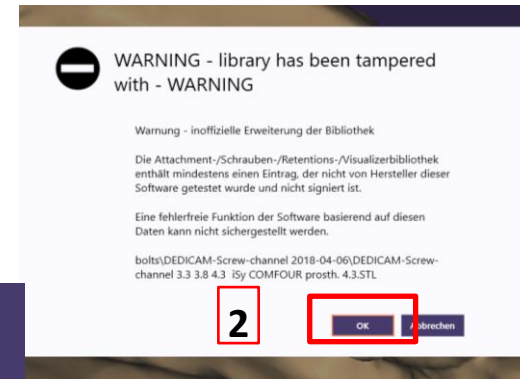 WARNING - library has been tampered
with - WARNING
Warnung - inoffizielle Erweiterung der Bibliothek
Die Attachment-/Schrauben-/Retentions-/Visualizerbibliothek
enthält mindestens einen Eintrag, der nicht von Hersteller dieser
Software getestet wurde und nicht signiert ist.
Eine fehlerfreie Funktion der Software basierend auf diesen
Daten kann nicht sichergestellt werden.
bolts\DEDICAM-Screw-channel 2018-04-06\DEDICAM-Screw-
channel 3.3 3.8 4.3 iSy COMFOUR prosth. 4.3.STL
2
OK Abbrechen